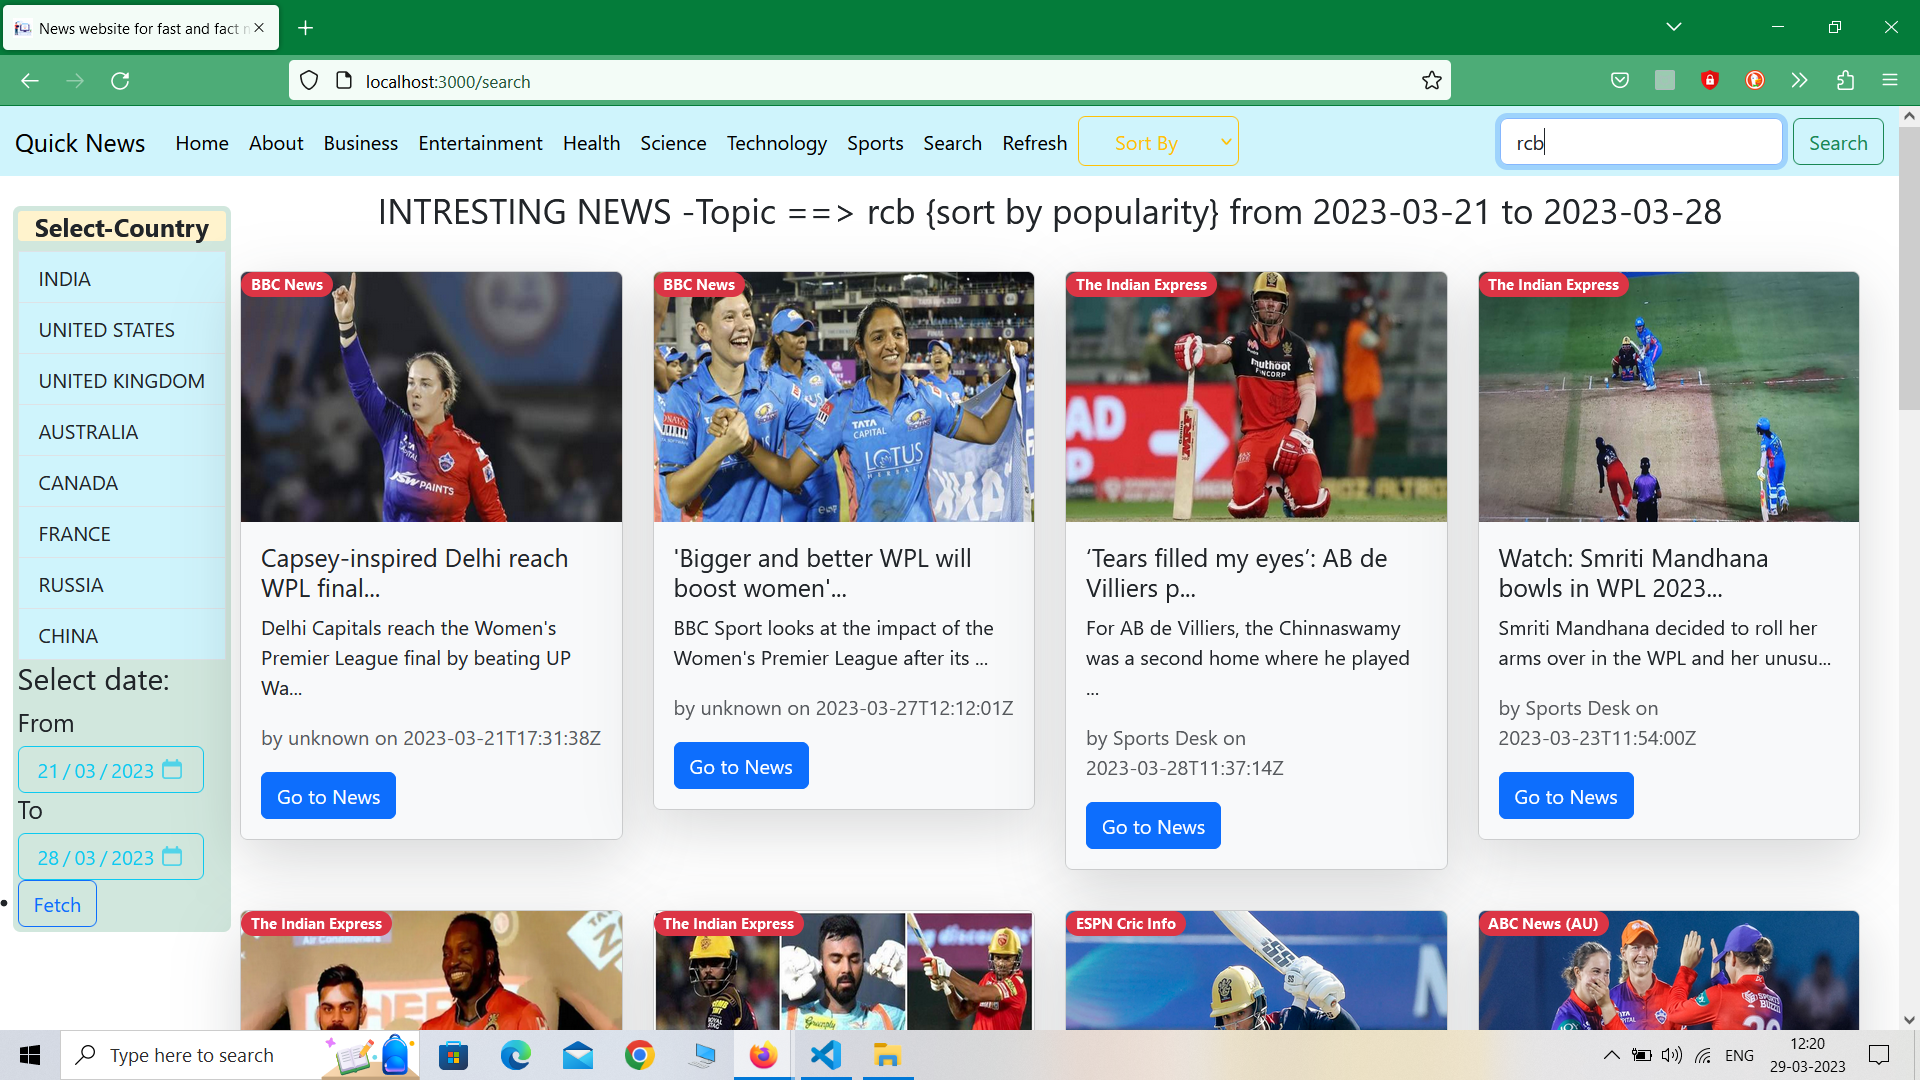 News website for fast and fact n
localhost:3000/search
Quick News Home About Business Entertainment Health Science Technology Sports Search Refresh Sort By rcb Search
INTRESTING NEWS -Topic ==> rcb {sort by popularity} from 2023-03-21 to 2023-03-28
Select-Country
INDIA
UNITED STATES
UNITED KINGDOM
AUSTRALIA
CANADA
FRANCE
RUSSIA
CHINA
Select date:
From
21 / 03 / 2023
To
28 / 03 / 2023
Fetch
BBC News
JSW PAINTS
Capsey-inspired Delhi reach
WPL final...
Delhi Capitals reach the Women's
Premier League final by beating UP
Wa...
by unknown on 2023-03-21T17:31:38Z
Go to News
BBC News
TATA
CAPITAL
LOTUS
HERBALS
'Bigger and better WPL will
boost women'...
BBC Sport looks at the impact of the
Women's Premier League after its ...
by unknown on 2023-03-27T12:12:01Z
Go to News
The Indian Express
muthoot
FINCORP
‘Tears filled my eyes’: AB de
Villiers p...
For AB de Villiers, the Chinnaswamy
was a second home where he played
...
by Sports Desk on
2023-03-28T11:37:14Z
Go to News
The Indian Express
Watch: Smriti Mandhana
bowls in WPL 2023...
Smriti Mandhana decided to roll her
arms over in the WPL and her unusu...
by Sports Desk on
2023-03-23T11:54:00Z
Go to News
The Indian Express
Air Conditioners
The Indian Express
Greenply
ESPN Cric Info
ABC News (AU)
Type here to search
ENG
12:20
29-03-2023